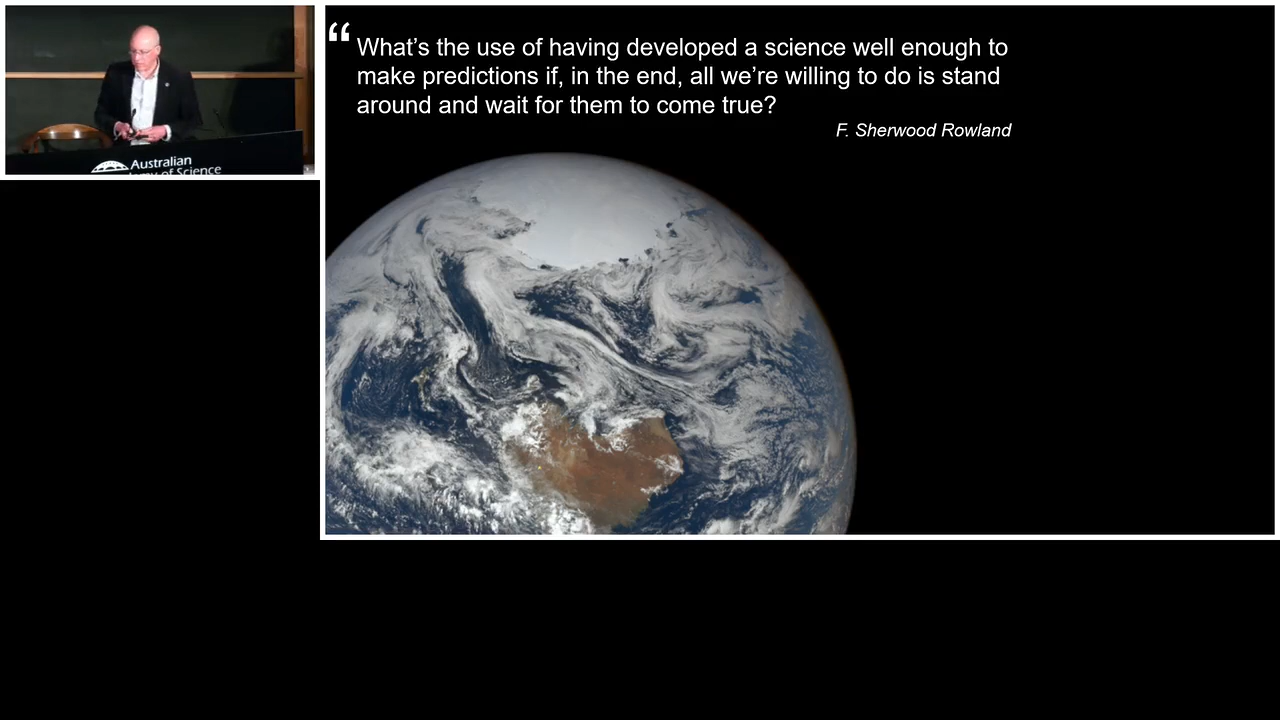 “
What’s the use of having developed a science well enough to
make predictions if, in the end, all we’re willing to do is stand
around and wait for them to come true?
F. Sherwood Rowland
Australian
of Science